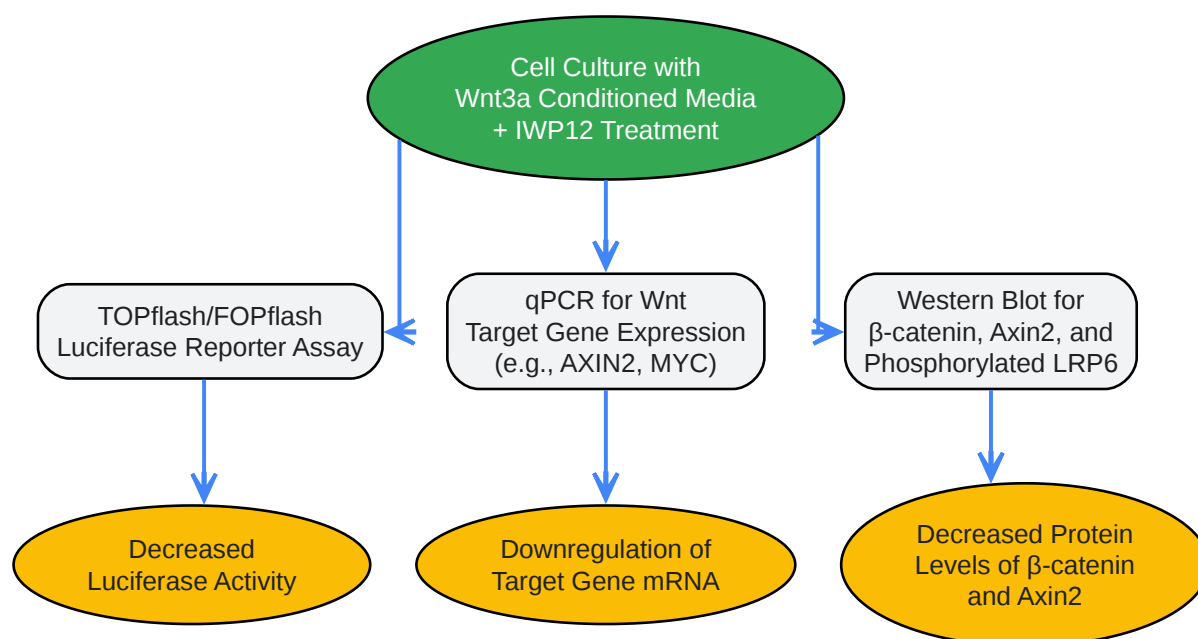 Cell Culture with
Wnt3a Conditioned Media
+ IWP12 Treatment
TOPflash/FOPflash
Luciferase Reporter Assay
qPCR for Wnt
Target Gene Expression
(e.g., AXIN2, MYC)
Western Blot for
β-catenin, Axin2, and
Phosphorylated LRP6
Decreased
Luciferase Activity
Downregulation of
Target Gene mRNA
Decreased Protein
Levels of β-catenin
and Axin2